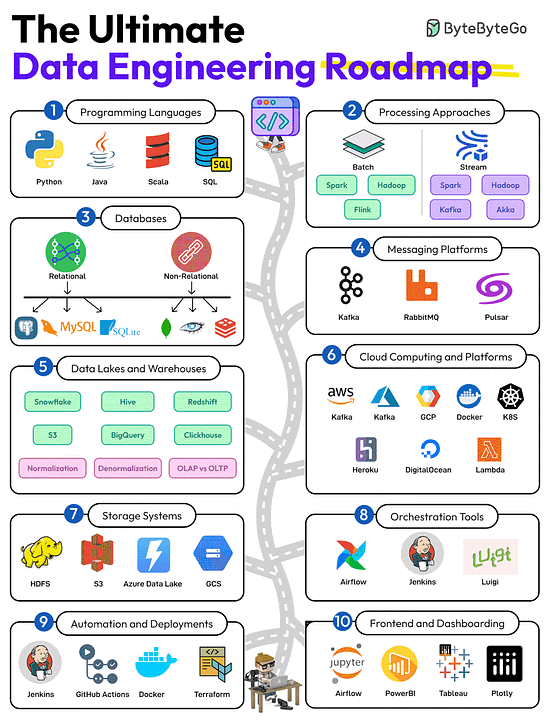 The Ultimate
Data Engineering Roadmap
ByteByteGo
1 Programming Languages
Python Java Scala SQL
SQL
2 Processing Approaches
Batch Stream
Spark Hadoop Spark Hadoop
Flink Kafka Akka
3 Databases
Relational Non-Relational
MySQL SQLite
4 Messaging Platforms
Kafka RabbitMQ Pulsar
5 Data Lakes and Warehouses
Snowflake Hive Redshift
S3 BigQuery Clickhouse
Normalization Denormalization OLAP vs OLTP
6 Cloud Computing and Platforms
aws
Kafka Kafka GCP Docker K8S
Heroku DigitalOcean Lambda
7 Storage Systems
HDFS S3 Azure Data Lake GCS
8 Orchestration Tools
Luigi
Airflow Jenkins Luigi
9 Automation and Deployments
Jenkins GitHub Actions Docker Terraform
10 Frontend and Dashboarding
jupyter
Airflow PowerBI Tableau Plotly